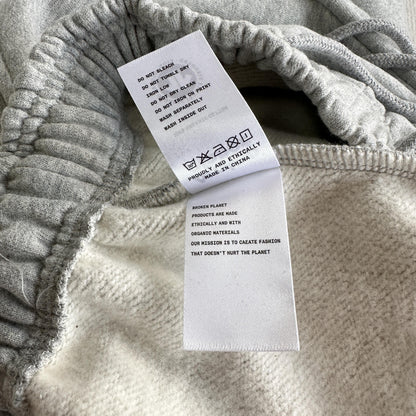 DO NOT BLEACH
DO NOT TUMBLE DRY
IRON LOW
DO NOT DRY CLEAN
DO NOT IRON ON PRINT
WASH SEPARATELY
WASH INSIDE OUT
PROUDLY AND ETHICALLY
MADE IN CHINA
BROKEN PLANET
PRODUCTS ARE MADE
ETHICALLY AND WITH
ORGANIC MATERIALS
OUR MISSION IS TO CAEATE FASHION
THAT DOESN'T HURT THE PLANET